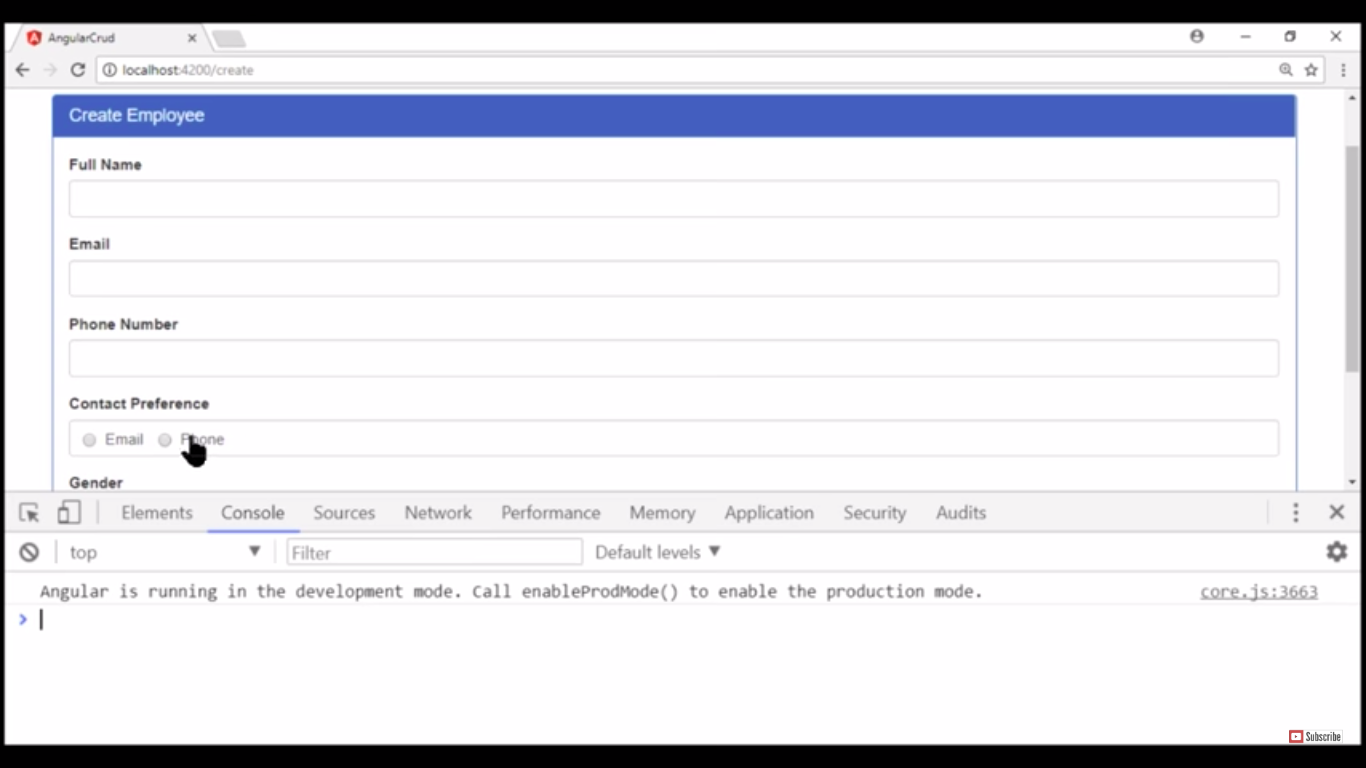 AngularCrud
localhost:4200/create
Create Employee
Full Name
Email
Phone Number
Contact Preference
Email Phone
Gender
Elements Console Sources Network Performance Memory Application Security Audits
top Filter Default levels
Angular is running in the development mode. Call enableProdMode() to enable the production mode. core.js:3663
>
Subscribe